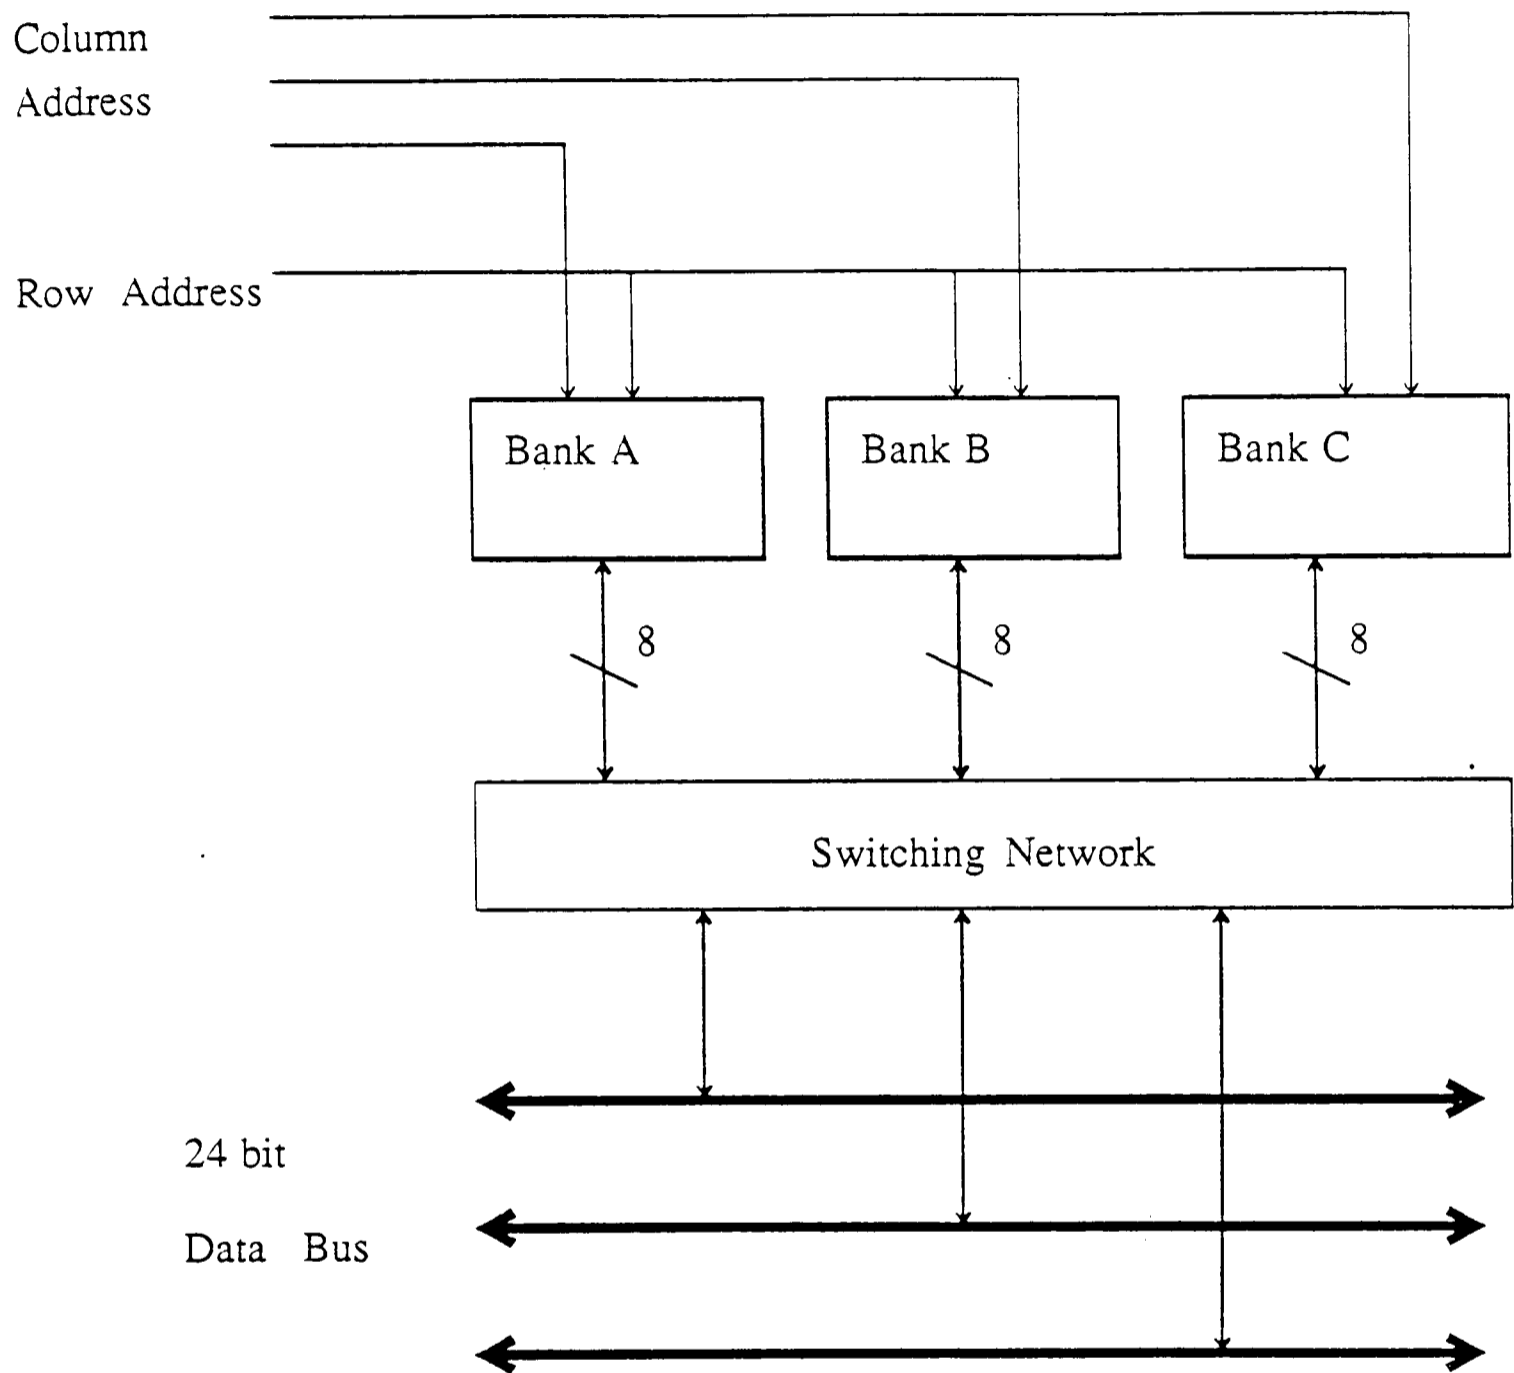 Column
Address
Row Address
Bank A
Bank B
Bank C
8
8
8
Switching Network
24 bit
Data Bus